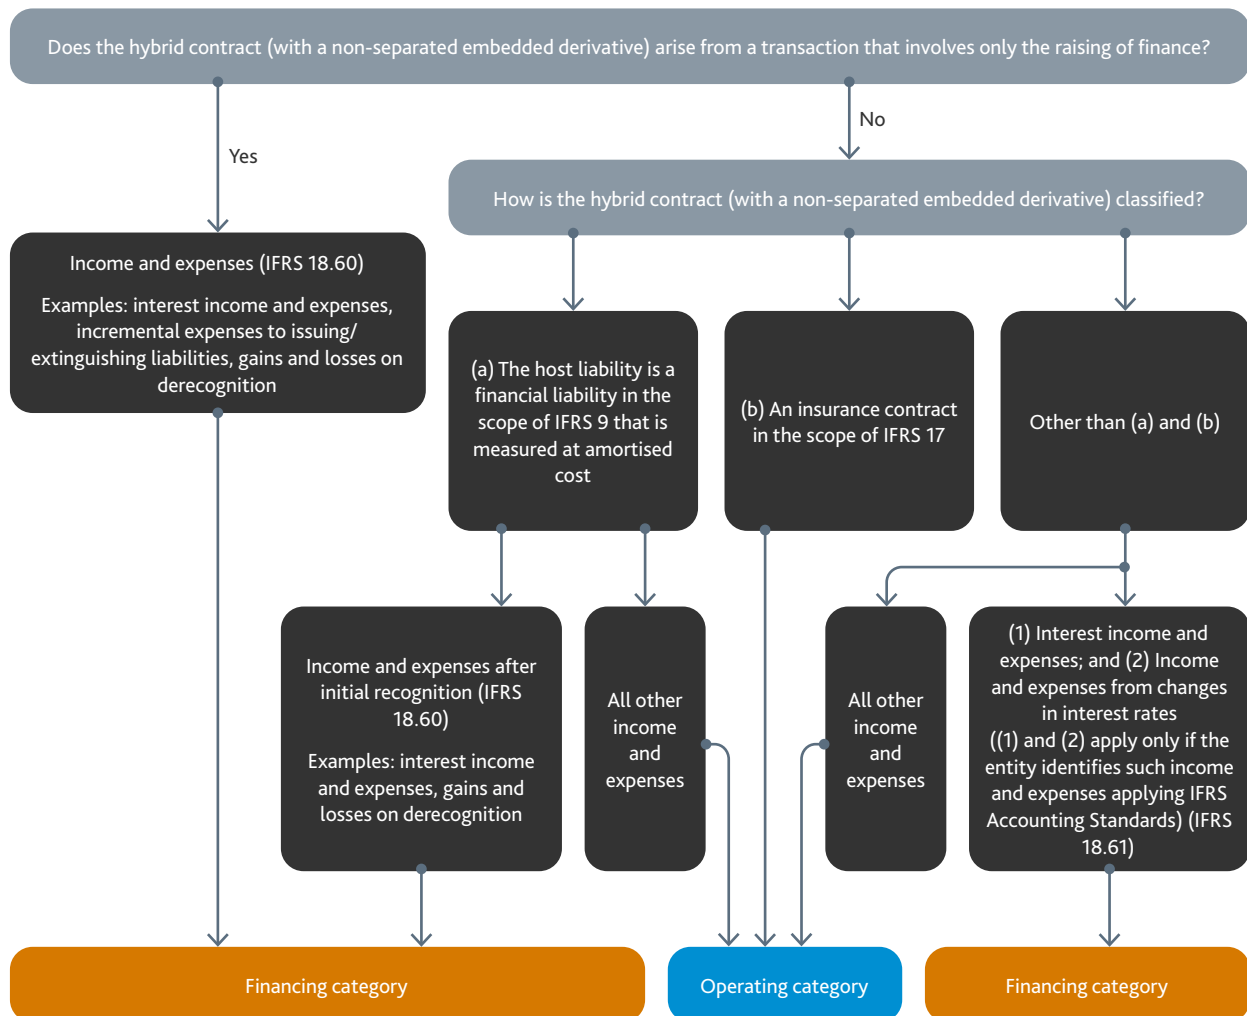 Does the hybrid contract (with a non-separated embedded derivative) arise from a transaction that involves only the raising of finance?
Yes
No
How is the hybrid contract (with a non-separated embedded derivative) classified?
Income and expenses (IFRS 18.60)
Examples: interest income and expenses,
incremental expenses to issuing/
extinguishing liabilities, gains and losses on
derecognition
(a) The host liability is a
financial liability in the
scope of IFRS 9 that is
measured at amortised
cost
(b) An insurance contract
in the scope of IFRS 17
Other than (a) and (b)
Income and expenses after
initial recognition (IFRS
18.60)
Examples: interest income
and expenses, gains and
losses on derecognition
All other
income
and
expenses
All other
income
and
expenses
(1) Interest income and
expenses; and (2) Income
and expenses from changes
in interest rates
((1) and (2) apply only if the
entity identifies such income
and expenses applying IFRS
Accounting Standards) (IFRS
18.61)
Financing category
Operating category
Financing category